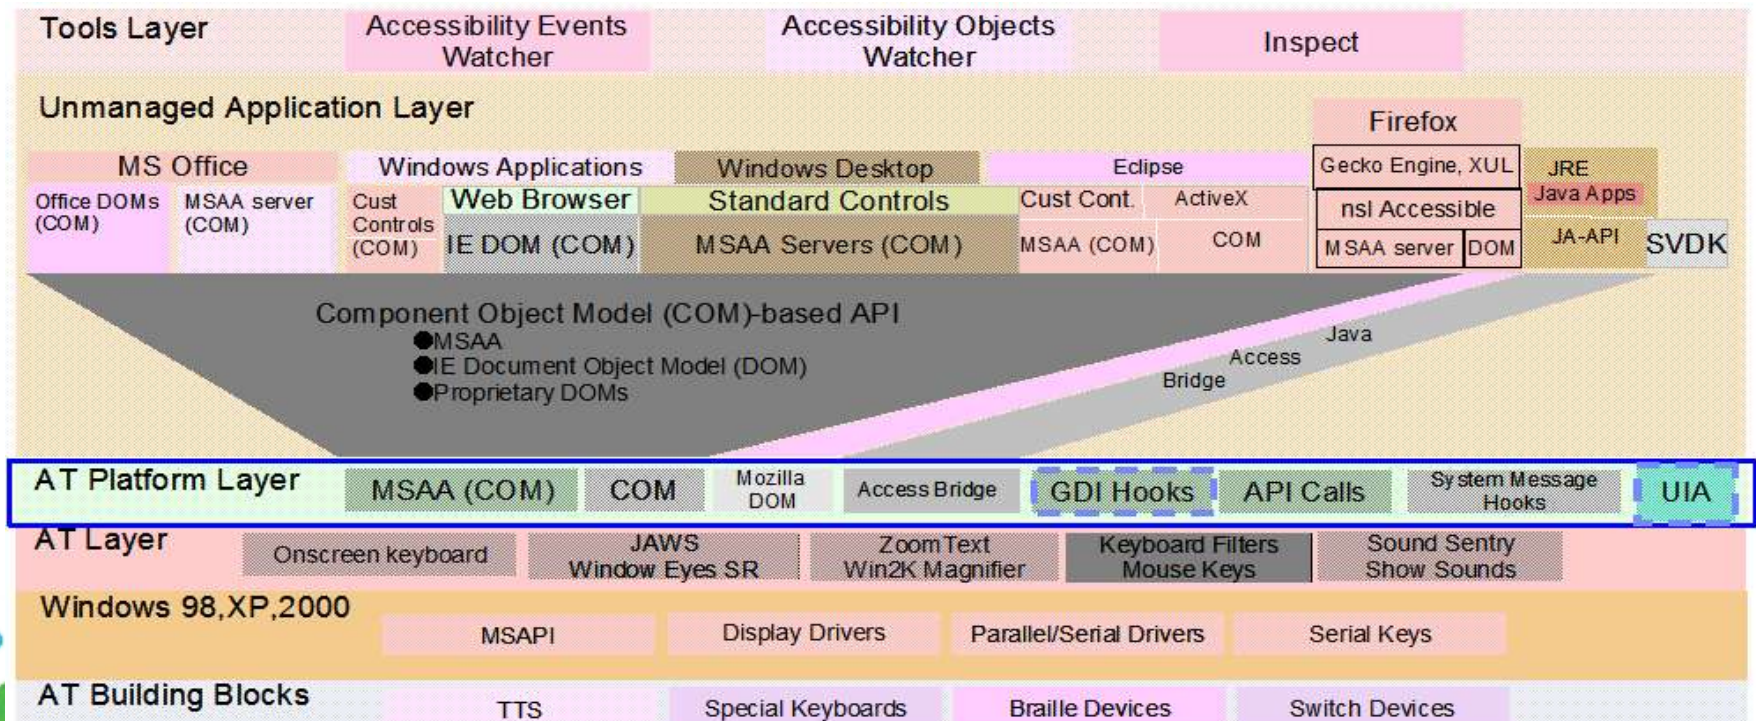 Tools Layer
Accessibility Events
Watcher
Accessibility Objects
Watcher
Inspect
Unmanaged Application Layer
Firefox
MS Office
Windows Applications
Windows Desktop
Eclipse
Gecko Engine, XUL
JRE
Java Apps
Office DOMs
(COM)
MSAA server
(COM)
Cust
Controls
(COM)
Web Browser
IE DOM (COM)
Standard Controls
MSAA Servers (COM)
Cust Cont.
ActiveX
MSAA (COM)
COM
nsl Accessible
MSAA server
DOM
JA-API
SVDK
Component Object Model (COM)-based API
●MSAA
●IE Document Object Model (DOM)
●Proprietary DOMs
Java
Access
Bridge
AT Platform Layer
MSAA (COM)
COM
Mozilla
DOM
Access Bridge
GDI Hooks
API Calls
System Message
Hooks
UIA
AT Layer
Onscreen keyboard
JAWS
Window Eyes SR
ZoomText
Win2K Magnifier
Keyboard Filters
Mouse Keys
Sound Sentry
Show Sounds
Windows 98,XP,2000
MSAPI
Display Drivers
Parallel/Serial Drivers
Serial Keys
AT Building Blocks
TTS
Special Keyboards
Braille Devices
Switch Devices